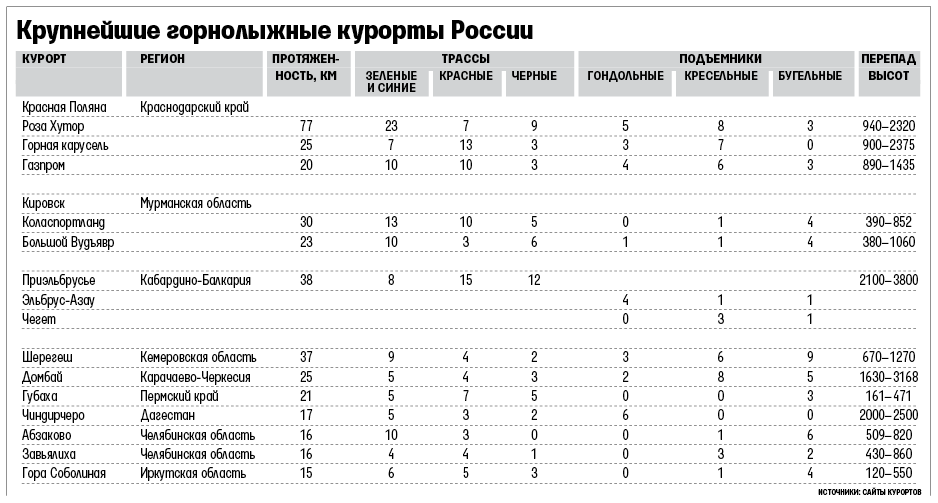 Крупнейшие горнолыжные курорты России
КУРОРТ РЕГИОН ПРОТЯЖЕН- ТРАССЫ ПОДЪЕМНИКИ ПЕРЕПАД
НОСТЬ, КМ ЗЕЛЕНЫЕ КРАСНЫЕ ЧЕРНЫЕ ГОНДОЛЬНЫЕ КРЕСЕЛЬНЫЕ БУГЕЛЬНЫЕ ВЫСОТ
И СИНИЕ
Красная Поляна Краснодарский край
Роза Хутор 77 23 7 9 5 8 3 940–2320
Горная карусель 25 7 13 3 3 7 0 900–2375
Газпром 20 10 10 3 4 6 3 890–1435
Кировск Мурманская область
Коласпортланд 30 13 10 5 0 1 4 390–852
Большой Вудъявр 23 10 3 6 1 1 4 380–1060
Приэльбрусье Кабардино-Балкария 38 8 15 12 2100–3800
Эльбрус-Азау 4 1 1
Чегет 0 3 1
Шерегеш Кемеровская область 37 9 4 2 3 6 9 670–1270
Домбай Карачаево-Черкесия 25 5 4 3 2 8 5 1630–3168
Губаха Пермский край 21 5 7 5 0 0 3 161–471
Чиндирчеро Дагестан 17 5 3 2 6 0 0 2000–2500
Абзаково Челябинская область 16 10 3 0 0 1 6 509–820
Завьялиха Челябинская область 16 4 4 1 0 3 2 430–860
Гора Соболиная Иркутская область 15 6 5 3 0 1 4 120–550
ИСТОЧНИКИ: САЙТЫ КУРОРТОВ